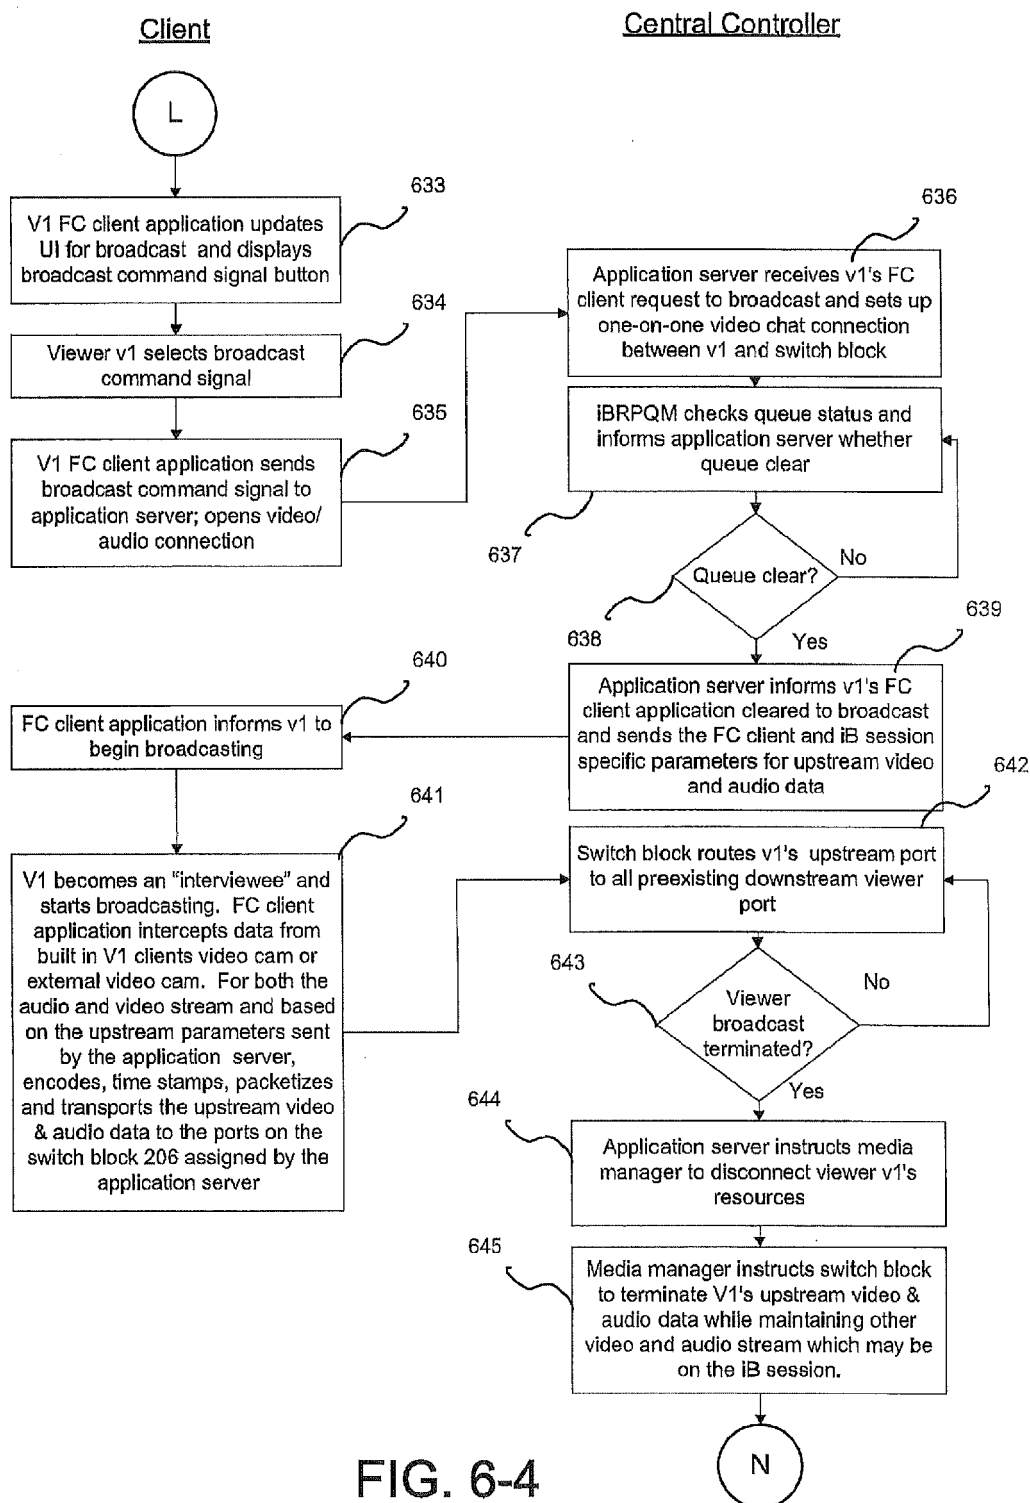 Client
Central Controller
L
633
V1 FC client application updates
UI for broadcast and displays
broadcast command signal button
634
Viewer v1 selects broadcast
command signal
635
V1 FC client application sends
broadcast command signal to
application server; opens video/
audio connection
636
Application server receives v1's FC
client request to broadcast and sets up
one-on-one video chat connection
between v1 and switch block
iBRPQM checks queue status and
informs application server whether
queue clear
637
Queue clear?
No
638
Yes
639
Application server informs v1's FC
client application cleared to broadcast
and sends the FC client and iB session
specific parameters for upstream video
and audio data
640
FC client application informs v1 to
begin broadcasting
641
V1 becomes an "interviewee" and
starts broadcasting. FC client
application intercepts data from
built in V1 clients video cam or
external video cam. For both the
audio and video stream and based
on the upstream parameters sent
by the application server,
encodes, time stamps, packetizes
and transports the upstream video
& audio data to the ports on the
switch block 206 assigned by the
application server
642
Switch block routes v1's upstream port
to all preexisting downstream viewer
port
643
Viewer
broadcast
terminated?
No
Yes
644
Application server instructs media
manager to disconnect viewer v1's
resources
645
Media manager instructs switch block
to terminate V1's upstream video &
audio data while maintaining other
video and audio stream which may be
on the iB session.
N
FIG. 6-4